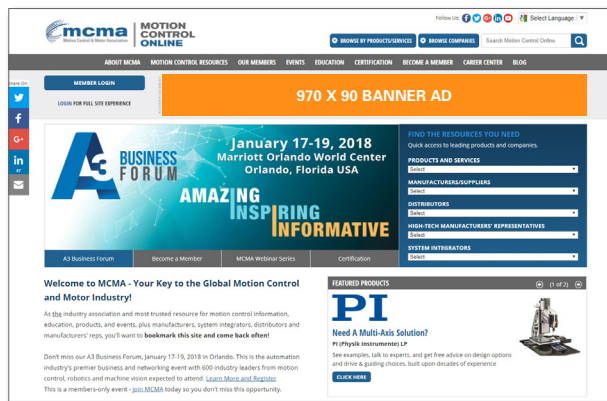 Follow Us:
Select Language ▼
mcma
Motion Control & Motor Association
MOTION
CONTROL
ONLINE
BROWSE BY PRODUCTS/SERVICES
BROWSE COMPANIES
Search Motion Control Online
ABOUT MCMA MOTION CONTROL RESOURCES OUR MEMBERS EVENTS EDUCATION CERTIFICATION BECOME A MEMBER CAREER CENTER BLOG
hare On:
MEMBER LOGIN
LOGIN FOR FULL SITE EXPERIENCE
970 X 90 BANNER AD
f
G+
in
47
A3 BUSINESS
FORUM
January 17-19, 2018
Marriott Orlando World Center
Orlando, Florida USA
AMAZING
INSPIRING
INFORMATIVE
FIND THE RESOURCES YOU NEED
Quick access to leading products and companies.
PRODUCTS AND SERVICES
Select
MANUFACTURERS/SUPPLIERS
Select
DISTRIBUTORS
Select
HIGH-TECH MANUFACTURERS' REPRESENTATIVES
Select
SYSTEM INTEGRATORS
Select
A3 Business Forum
Become a Member
MCMA Webinar Series
Certification
Welcome to MCMA - Your Key to the Global Motion Control
and Motor Industry!
As the industry association and most trusted resource for motion control information,
education, products, and events, plus manufacturers, system integrators, distributors and
manufacturers' reps, you'll want to bookmark this site and come back often!
Don't miss our A3 Business Forum, January 17-19, 2018 in Orlando. This is the automation
industry's premier business and networking event with 600 industry leaders from motion
control, robotics and machine vision expected to attend. Learn More and Register
This is a members-only event - join MCMA today so you don't miss this opportunity.
FEATURED PRODUCTS
(1 of 2)
PI
Need A Multi-Axis Solution?
PI (Physik Instrumente) LP
See examples, talk to experts, and get free advice on design options
and drive & guiding choices, built upon decades of experience
CLICK HERE